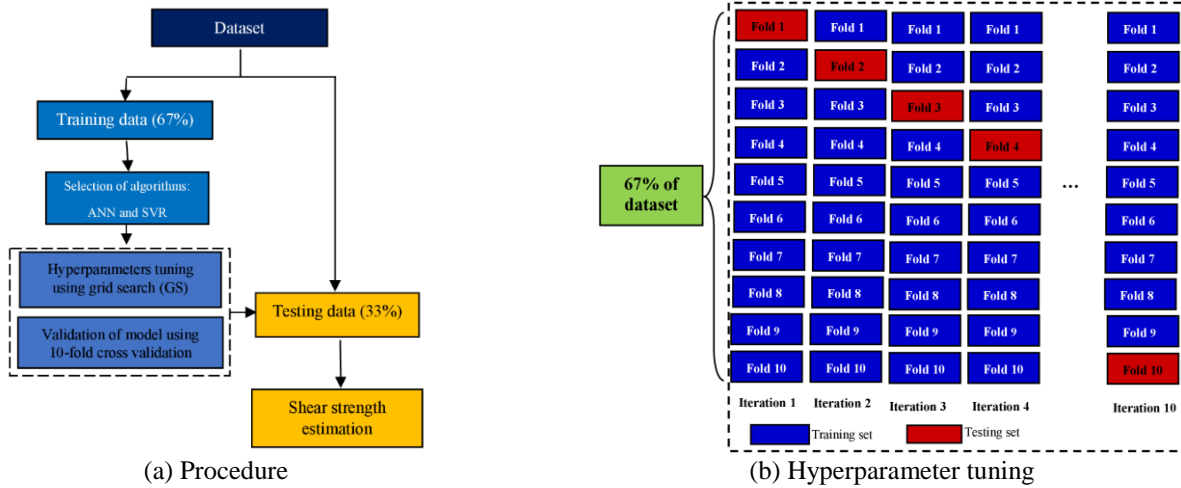 Dataset
Training data (67%)
Selection of algorithms:
ANN and SVR
Hyperparameters tuning
using grid search (GS)
Validation of model using
10-fold cross validation
Testing data (33%)
Shear strength
estimation
(a) Procedure
67% of
dataset
Fold 1 Fold 1 Fold 1 Fold 1 Fold 1
Fold 2 Fold 2 Fold 2 Fold 2 Fold 2
Fold 3 Fold 3 Fold 3 Fold 3 Fold 3
Fold 4 Fold 4 Fold 4 Fold 4 Fold 4
Fold 5 Fold 5 Fold 5 Fold 5 ... Fold 5
Fold 6 Fold 6 Fold 6 Fold 6 Fold 6
Fold 7 Fold 7 Fold 7 Fold 7 Fold 7
Fold 8 Fold 8 Fold 8 Fold 8 Fold 8
Fold 9 Fold 9 Fold 9 Fold 9 Fold 9
Fold 10 Fold 10 Fold 10 Fold 10 Fold 10
Iteration 1 Iteration 2 Iteration 3 Iteration 4 Iteration 10
Training set Testing set
(b) Hyperparameter tuning